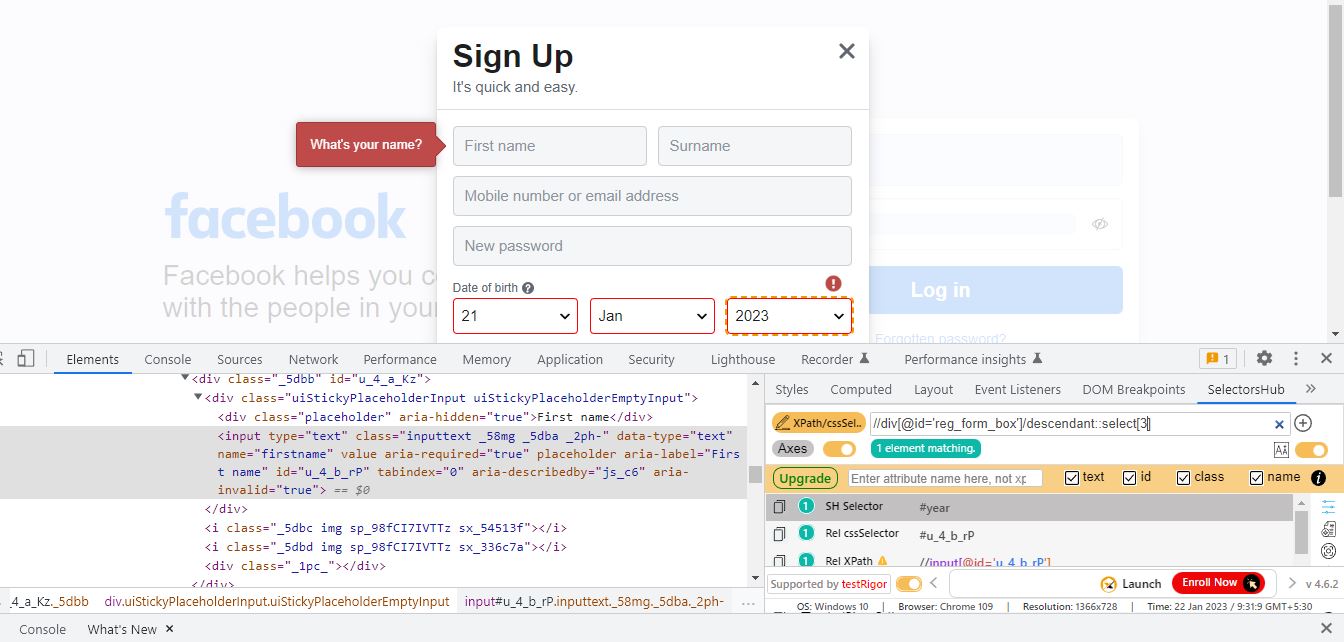 Sign Up
It's quick and easy.
What's your name?
First name
Surname
Mobile number or email address
facebook
New password
Facebook helps you c
with the people in your
Log in
Forgotten password?
Date of birth
21
Jan
2023
Elements
Console
Sources
Network
Performance
Memory
Application
Security
Lighthouse
Recorder
Performance insights
1
<div class="_5dbb" id="u_4_a_Kz">
<div class="uiStickyPlaceholderInput uiStickyPlaceholderEmptyInput">
<div class="placeholder" aria-hidden="true">First name</div>
<input type="text" class="inputtext _58mg _5dba _2ph-" data-type="text"
name="firstname" value aria-required="true" placeholder aria-label="Firs
t name" id="u_4_b_rP" tabindex="0" aria-describedby="js_c6" aria-
invalid="true"> == $0
</div>
<i class="_5dbc img sp_98fCI7IVTTz sx_54513f"></i>
<i class="_5dbd img sp_98fCI7IVTTz sx_336c7a"></i>
<div class="_1pc_"></div>
</div>
_4_a_Kz._5dbb
div.uiStickyPlaceholderInput.uiStickyPlaceholderEmptyInput
input#u_4_b_rP.inputtext._58mg._5dba._2ph-
...
Styles
Computed
Layout
Event Listeners
DOM Breakpoints
SelectorsHub
XPath/cssSel..
//div[@id='reg_form_box']/descendant::select[3]
Axes
1 element matching.
Upgrade
Enter attribute name here, not xp
text
id
class
name
1 SH Selector #year
1 Rel cssSelector #u_4_b_rP
1 Rel XPath //input[@id='u_4_b_rP']
Supported by testRigor
Launch
Enroll Now
v 4.6.2
OS: Windows 10 | Browser: Chrome 109 | Resolution: 1366x728 | Time: 22 Jan 2023 / 9:31:9 GMT+5:30
Console
What's New